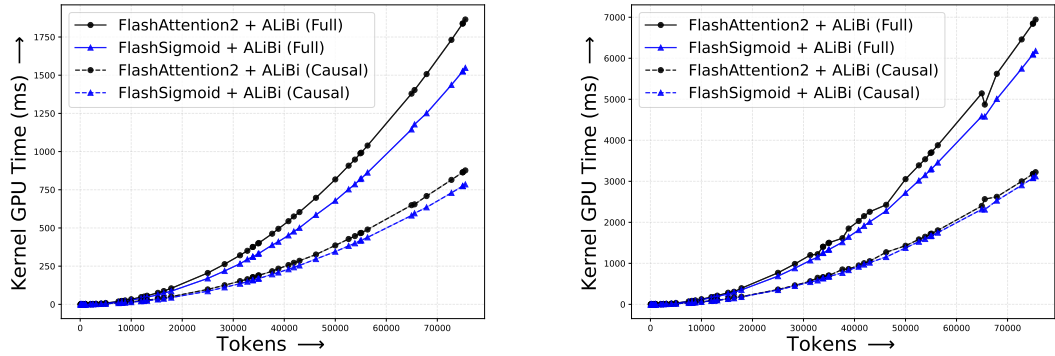 FlashAttention2 + ALiBi (Full)
FlashSigmoid + ALiBi (Full)
FlashAttention2 + ALiBi (Causal)
FlashSigmoid + ALiBi (Causal)
Kernel GPU Time (ms) ⟶
1750
1500
1250
1000
750
500
250
0
0 10000 20000 30000 40000 50000 60000 70000
Tokens ⟶
FlashAttention2 + ALiBi (Full)
FlashSigmoid + ALiBi (Full)
FlashAttention2 + ALiBi (Causal)
FlashSigmoid + ALiBi (Causal)
Kernel GPU Time (ms) ⟶
7000
6000
5000
4000
3000
2000
1000
0
0 10000 20000 30000 40000 50000 60000 70000
Tokens ⟶